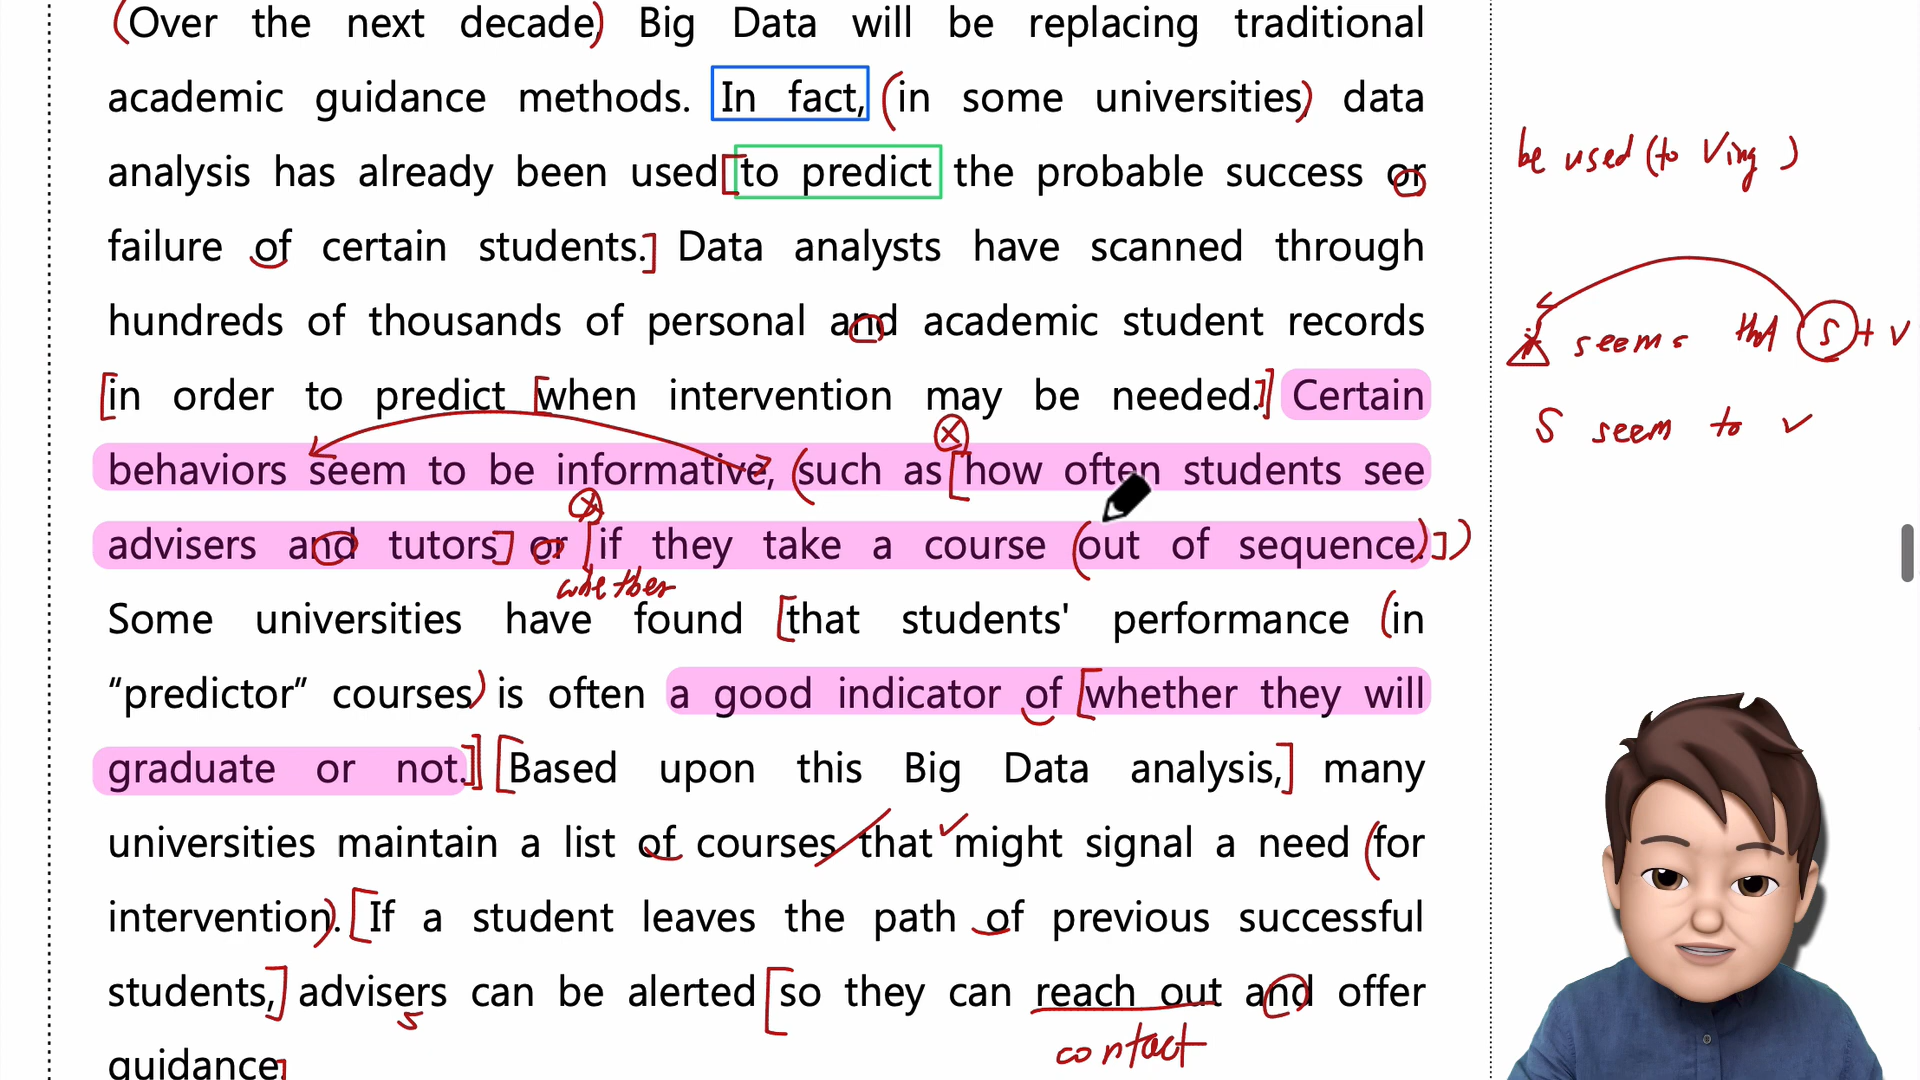 (Over the next decade) Big Data will be replacing traditional
academic guidance methods. In fact, (in some universities,) data
analysis has already been used [to predict the probable success or
failure of certain students.] Data analysts have scanned through
hundreds of thousands of personal and academic student records
[in order to predict [when intervention may be needed.]] Certain
behaviors seem to be informative, (such as [how often students see
advisers and tutors] or [if they take a course (out of sequence.)])
whether
Some universities have found [that students' performance (in
“predictor” courses) is often a good indicator of [whether they will
graduate or not.]] [Based upon this Big Data analysis,] many
universities maintain a list of courses / that might signal a need (for
intervention). [If a student leaves the path of previous successful
students,] advisers can be alerted [so they can reach out and offer
s
contact
guidance.]
be used (to Ving )
seems that S + v
S seem to v